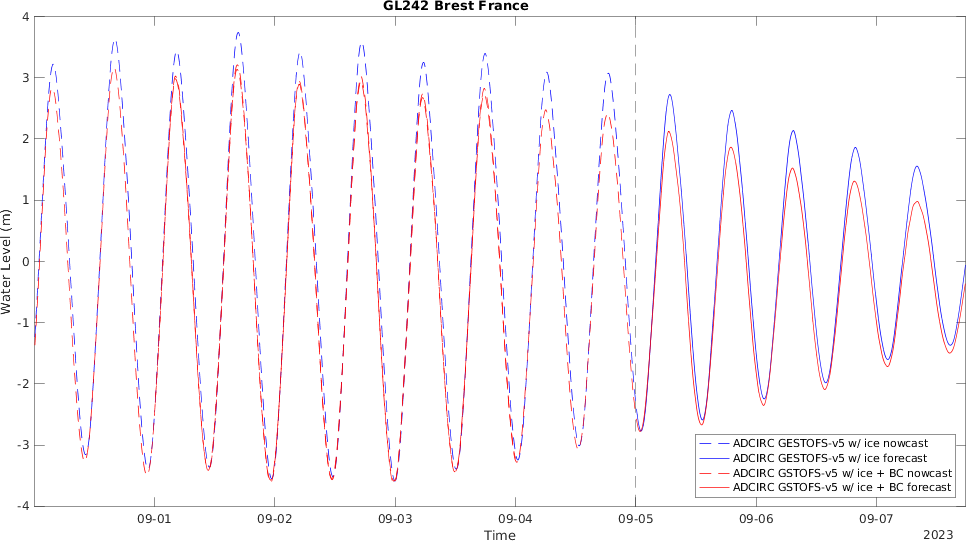 GL242 Brest France
4
3
2
1
0
-1
-2
-3
-4
Water Level (m)
ADCIRC GESTOFS-v5 w/ ice nowcast
ADCIRC GESTOFS-v5 w/ ice forecast
ADCIRC GSTOFS-v5 w/ ice + BC nowcast
ADCIRC GSTOFS-v5 w/ ice + BC forecast
09-01 09-02 09-03 09-04 09-05 09-06 09-07
Time
2023